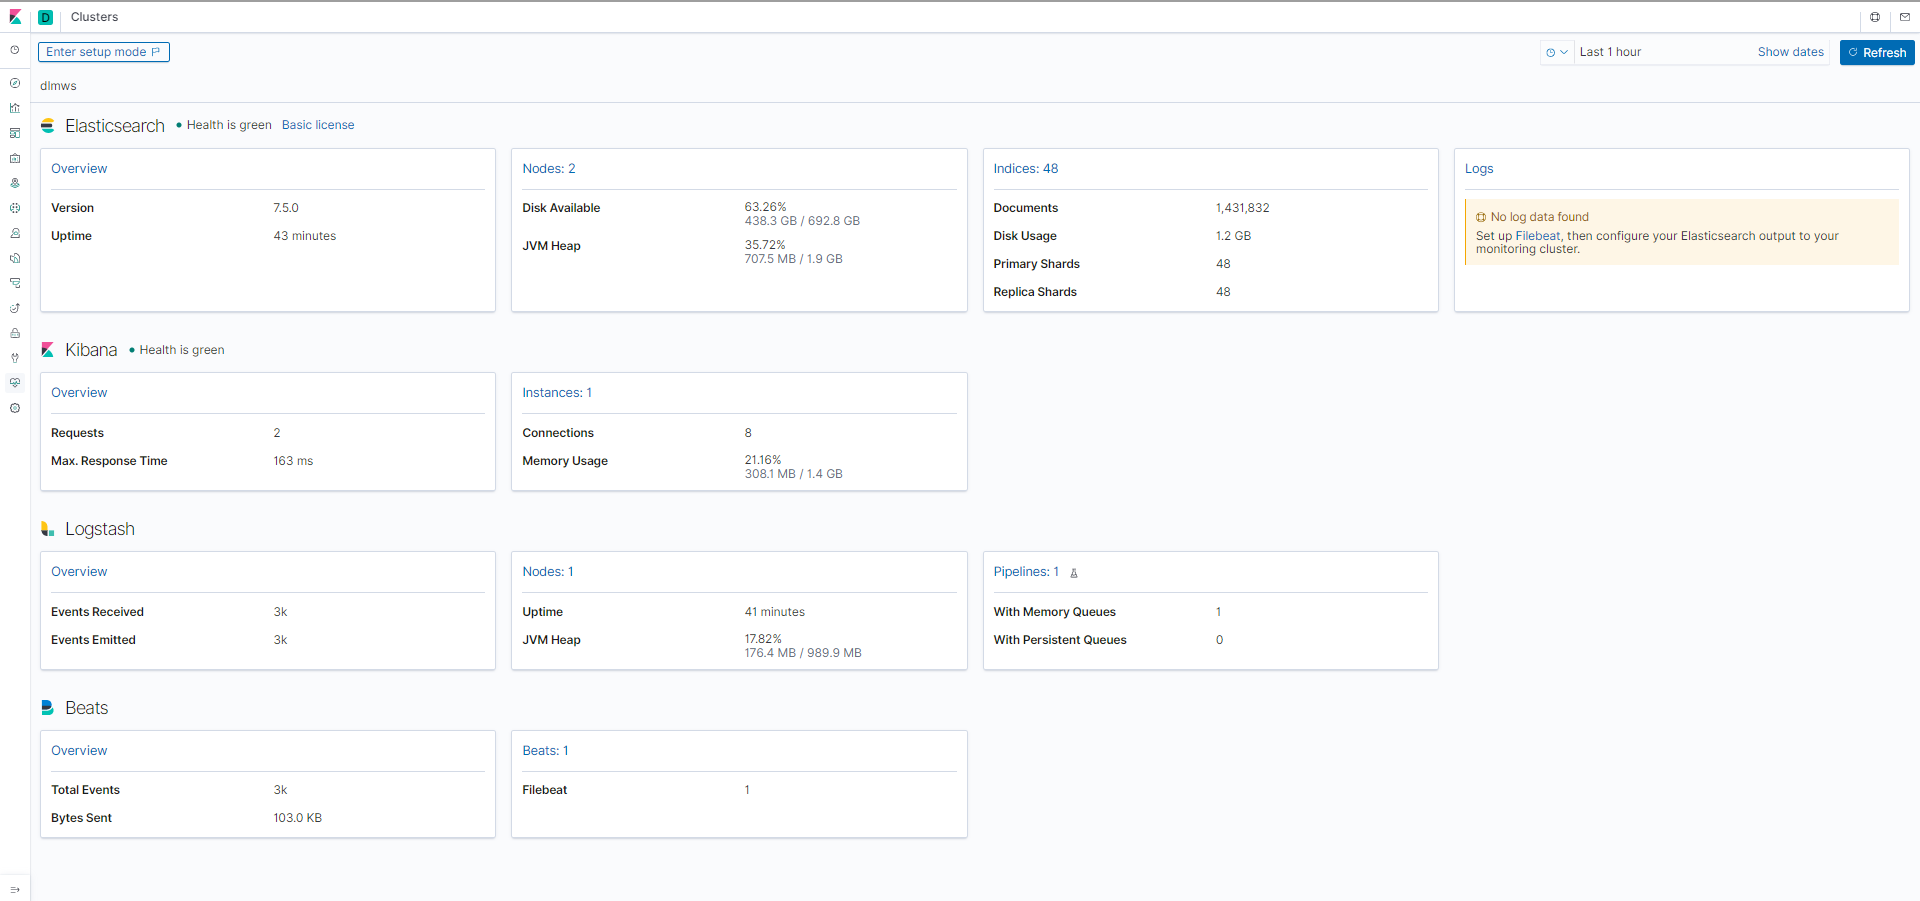 D Clusters
Enter setup mode
Last 1 hour Show dates Refresh
dlmws
Elasticsearch Health is green Basic license
Overview
Version 7.5.0
Uptime 43 minutes
Nodes: 2
Disk Available 63.26%
438.3 GB / 692.8 GB
JVM Heap 35.72%
707.5 MB / 1.9 GB
Indices: 48
Documents 1,431,832
Disk Usage 1.2 GB
Primary Shards 48
Replica Shards 48
Logs
No log data found
Set up Filebeat, then configure your Elasticsearch output to your
monitoring cluster.
Kibana Health is green
Overview
Requests 2
Max. Response Time 163 ms
Instances: 1
Connections 8
Memory Usage 21.16%
308.1 MB / 1.4 GB
Logstash
Overview
Events Received 3k
Events Emitted 3k
Nodes: 1
Uptime 41 minutes
JVM Heap 17.82%
176.4 MB / 989.9 MB
Pipelines: 1
With Memory Queues 1
With Persistent Queues 0
Beats
Overview
Total Events 3k
Bytes Sent 103.0 KB
Beats: 1
Filebeat 1